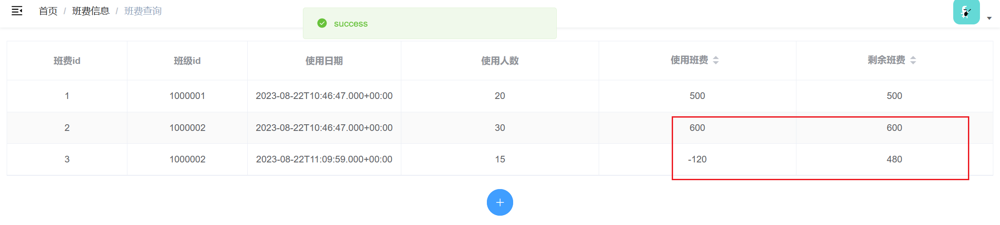 首页 / 班费信息 / 班费查询
success
班费id 班级id 使用日期 使用人数 使用班费 剩余班费
1 1000001 2023-08-22T10:46:47.000+00:00 20 500 500
2 1000002 2023-08-22T10:46:47.000+00:00 30 600 600
3 1000002 2023-08-22T11:09:59.000+00:00 15 -120 480